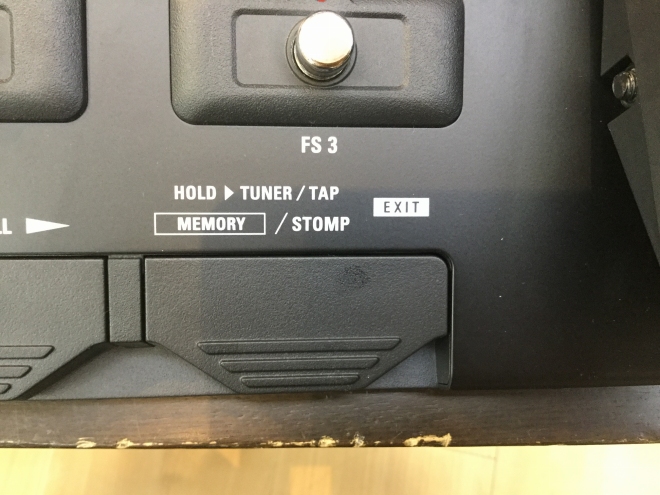 FS 3
HOLD ▶ TUNER / TAP
MEMORY / STOMP
EXIT